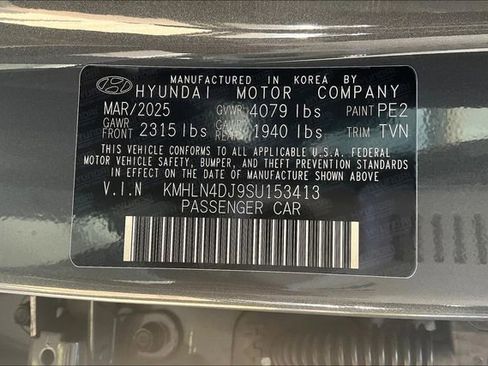 MANUFACTURED IN KOREA BY
HYUNDAI MOTOR COMPANY
MAR/2025 GVWR 4079 lbs PAINT PE2
GAWR FRONT 2315 lbs GAWR REAR 1940 lbs TRIM TVN
THIS VEHICLE CONFORMS TO ALL APPLICABLE U.S.A. FEDERAL
MOTOR VEHICLE SAFETY, BUMPER, AND THEFT PREVENTION STANDARDS
IN EFFECT ON THE DATE OF MANUFACTURE SHOWN ABOVE.
V.I.N KMHLN4DJ9SU153413
PASSENGER CAR